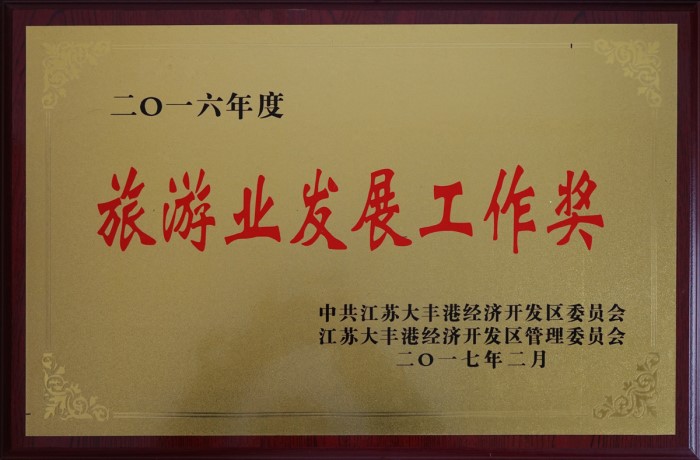 二〇一六年度
旅游业发展工作奖
中共江苏大丰港经济开发区委员会
江苏大丰港经济开发区管理委员会
二〇一七年二月